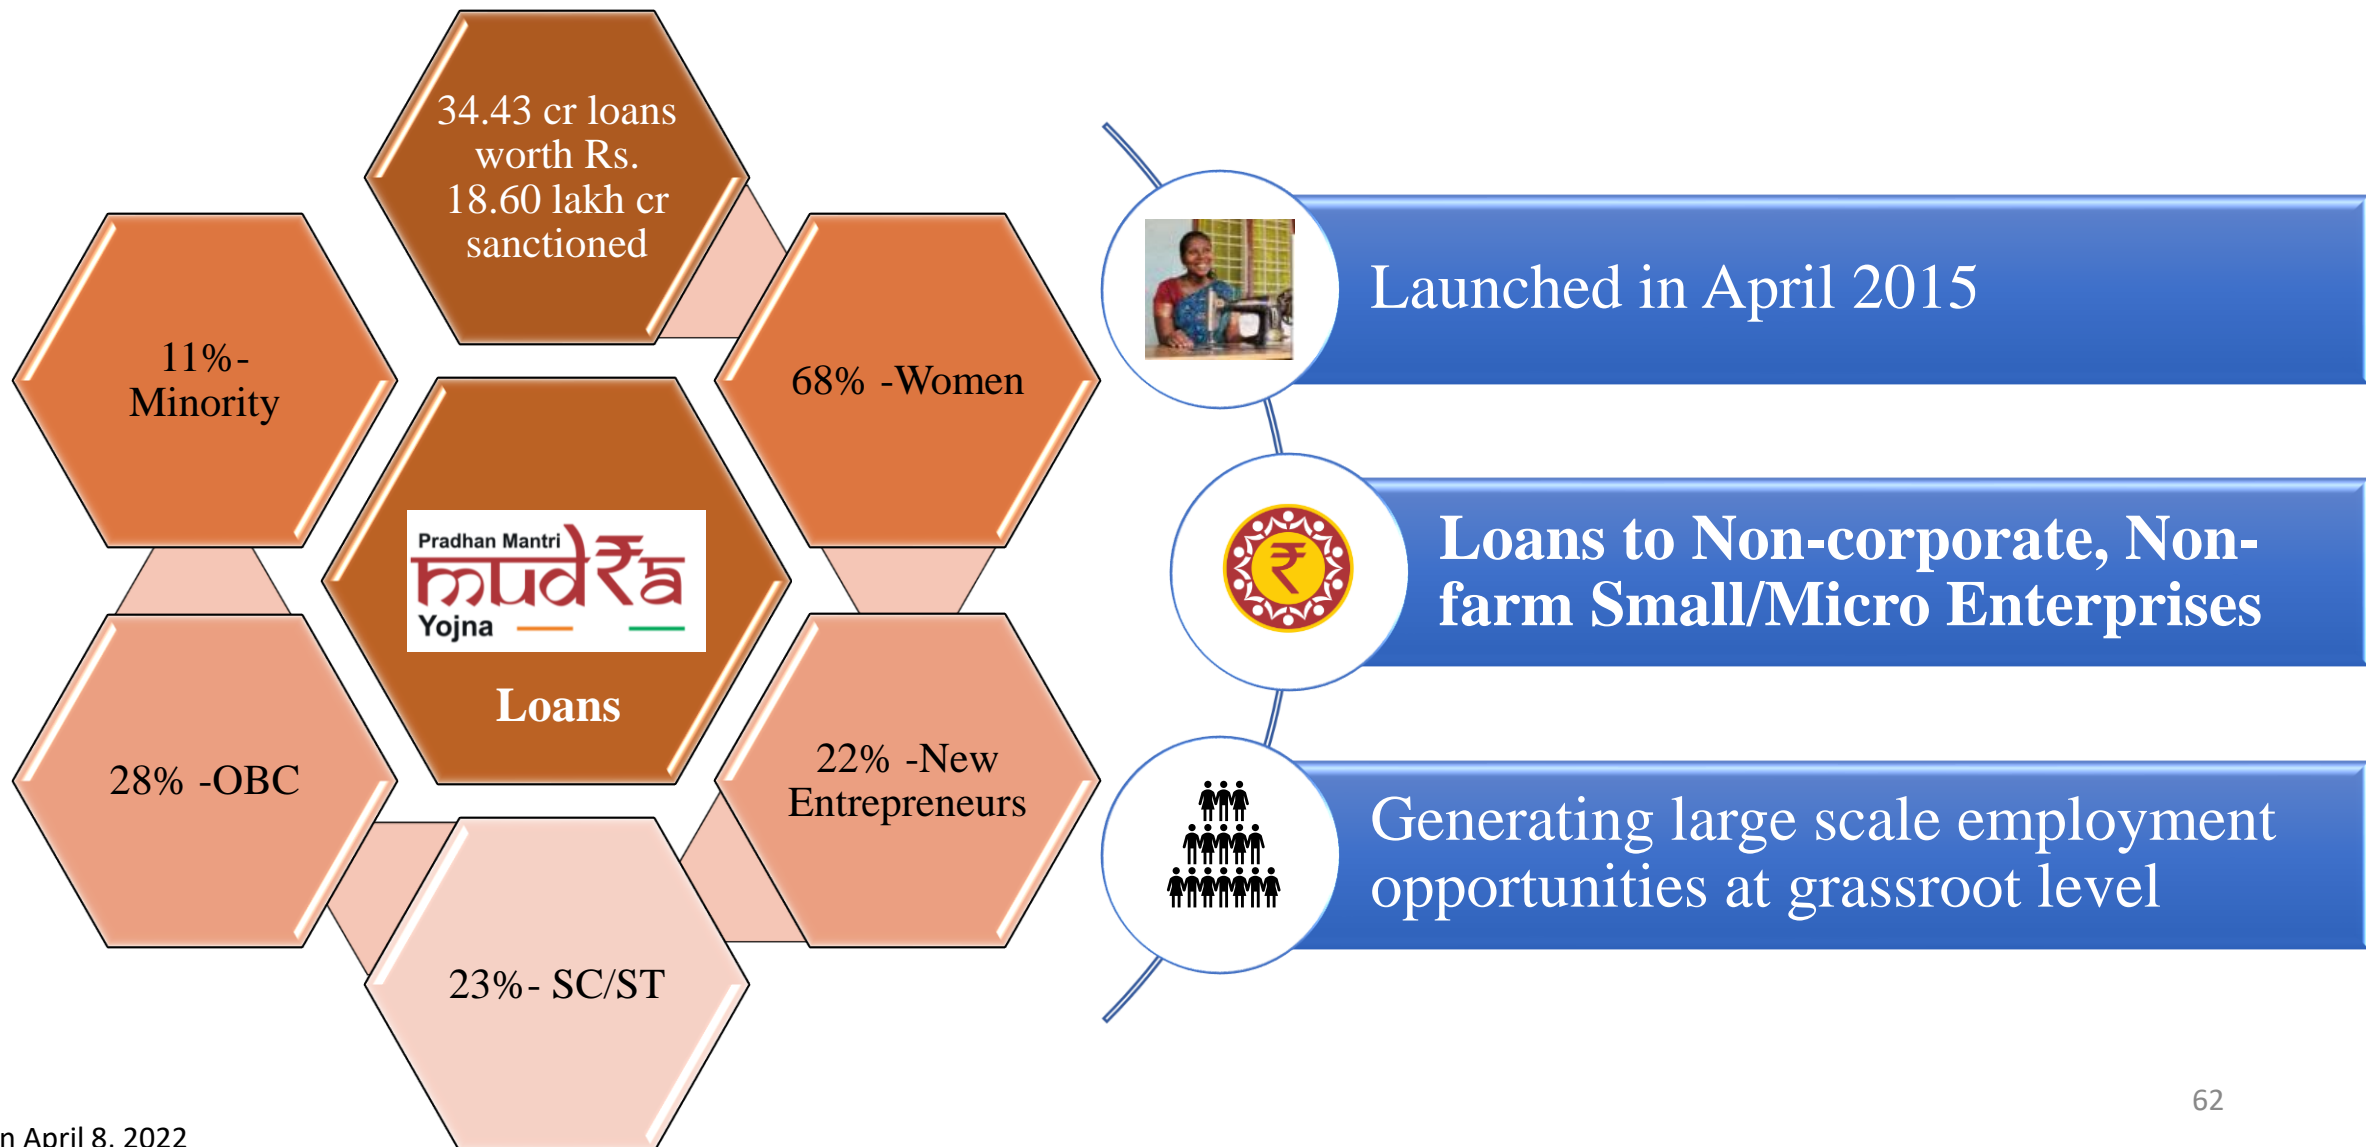 34.43 cr loans
worth Rs.
18.60 lakh cr
sanctioned
11%-
Minority
68% -Women
Pradhan Mantri
mudRa
Yojna
Loans
28% -OBC
22% -New
Entrepreneurs
23%- SC/ST
Launched in April 2015
Loans to Non-corporate, Non-
farm Small/Micro Enterprises
Generating large scale employment
opportunities at grassroot level
62
n April 8, 2022